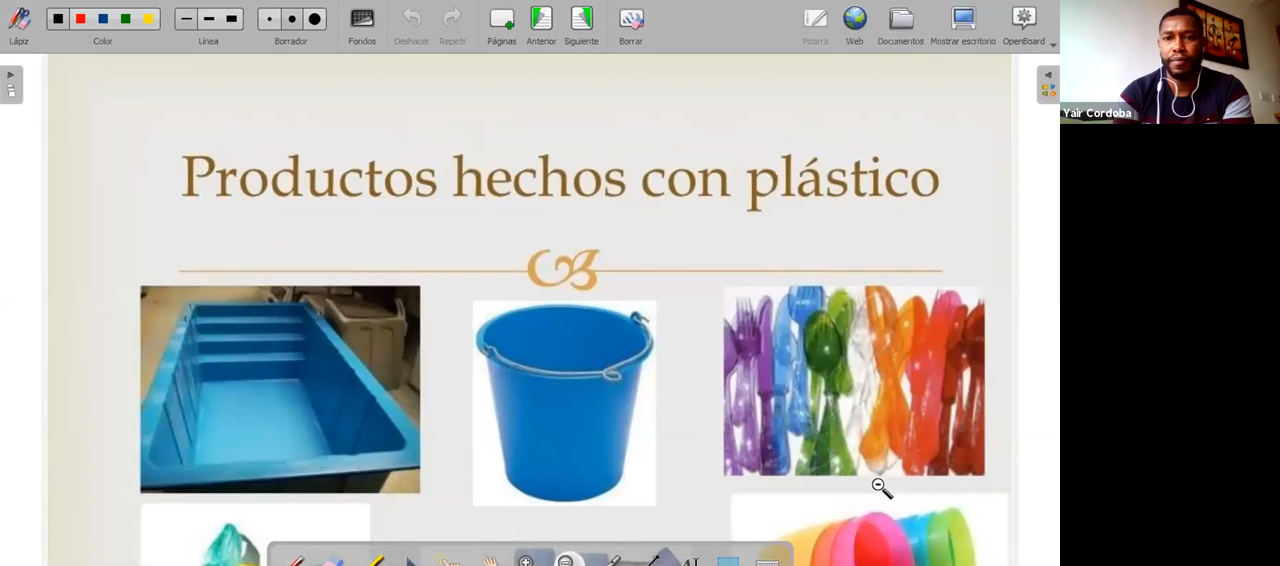 Lápiz
Color
Línea
Borrador
Fondos
Deshacer
Repetir
Páginas
Anterior
Siguiente
Borrar
Pizarra
Web
Documentos
Mostrar escritorio
OpenBoard
Yair Cordoba
Productos hechos con plástico